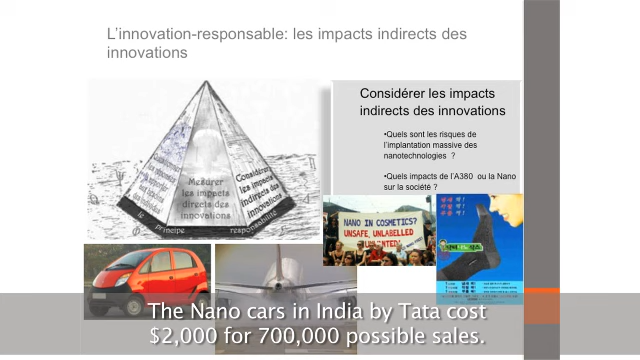 L'innovation-responsable: les impacts indirects des
innovations
Considérer les impacts
indirects des innovations
•Quels sont les risques de
l'implantation massive des
nanotechnologies ?
•Quels impacts de l'A380 ou la Nano
sur la société ?
Mesurer
les impacts
directs des
innovations
Considérer
les impacts
indirects des
innovations
le principe responsabilité
NANO IN COSMETICS?
UNSAFE, UNLABELLED
The Nano cars in India by Tata cost
$2,000 for 700,000 possible sales.